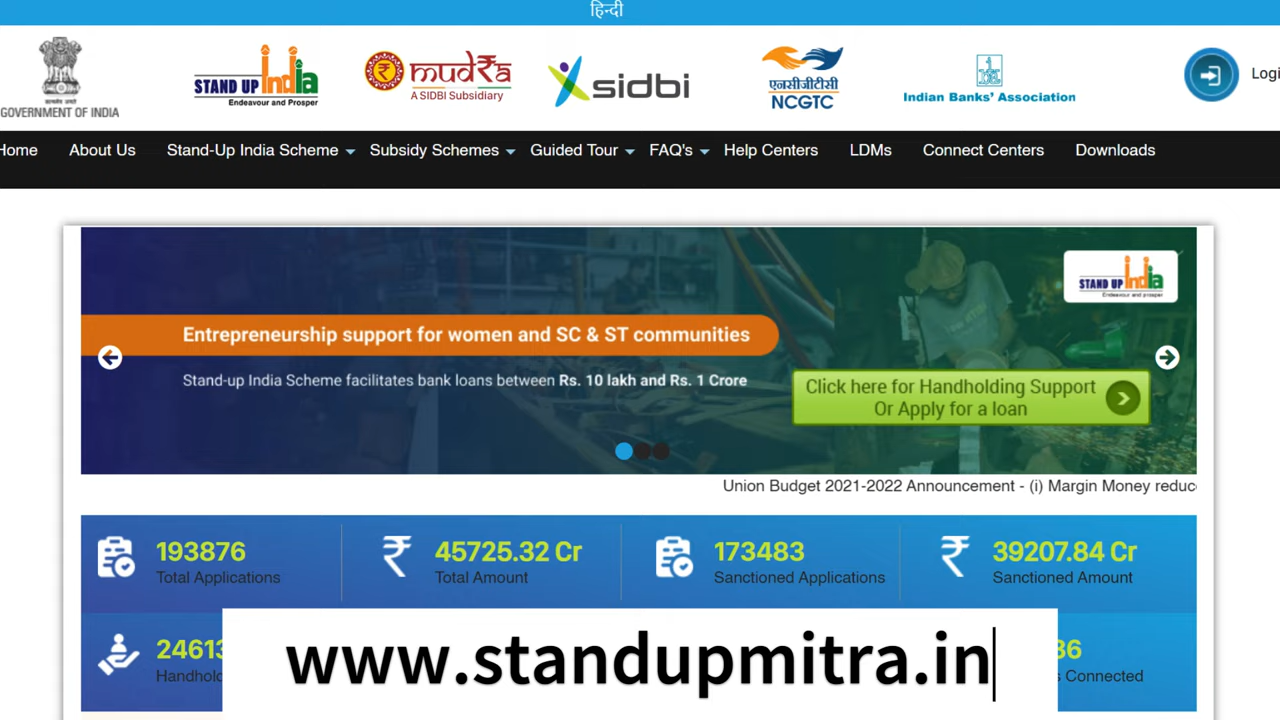 हिन्दी
GOVERNMENT OF INDIA
STAND UP India
Endeavour and Prosper
mudra
A SIDBI Subsidiary
sidbi
एनसीजीटीसी
NCGTC
Indian Banks' Association
Logi
Home About Us Stand-Up India Scheme Subsidy Schemes Guided Tour FAQ's Help Centers LDMs Connect Centers Downloads
STAND UP India
Endeavour and prosper
Entrepreneurship support for women and SC & ST communities
Stand-up India Scheme facilitates bank loans between Rs. 10 lakh and Rs. 1 Crore
Click here for Handholding Support
Or Apply for a loan
Union Budget 2021-2022 Announcement - (i) Margin Money reduc
193876
Total Applications
45725.32 Cr
Total Amount
173483
Sanctioned Applications
39207.84 Cr
Sanctioned Amount
24613
Handhol
36
s Connected
www.standupmitra.in